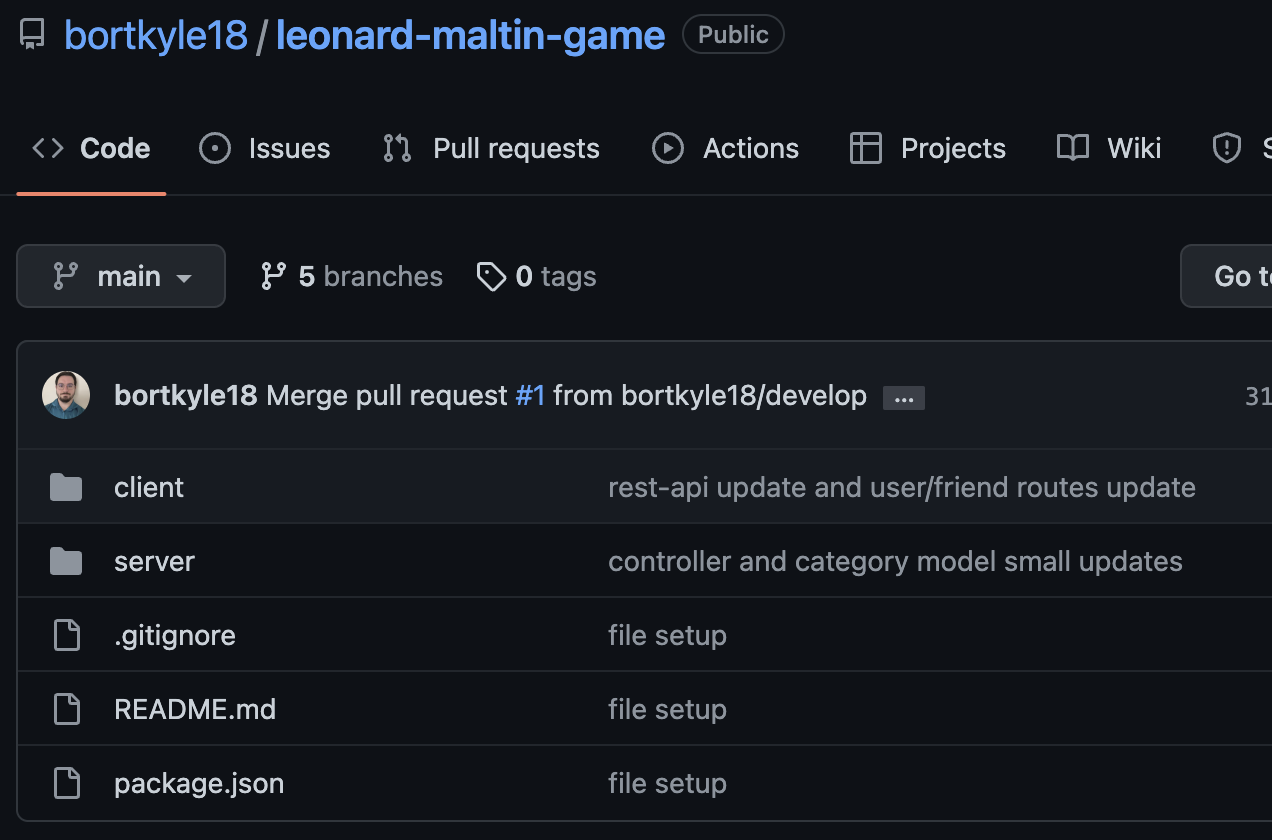 bortkyle18 / leonard-maltin-game Public
Code Issues Pull requests Actions Projects Wiki
main 5 branches 0 tags Go
bortkyle18 Merge pull request #1 from bortkyle18/develop ... 31
client rest-api update and user/friend routes update
server controller and category model small updates
.gitignore file setup
README.md file setup
package.json file setup